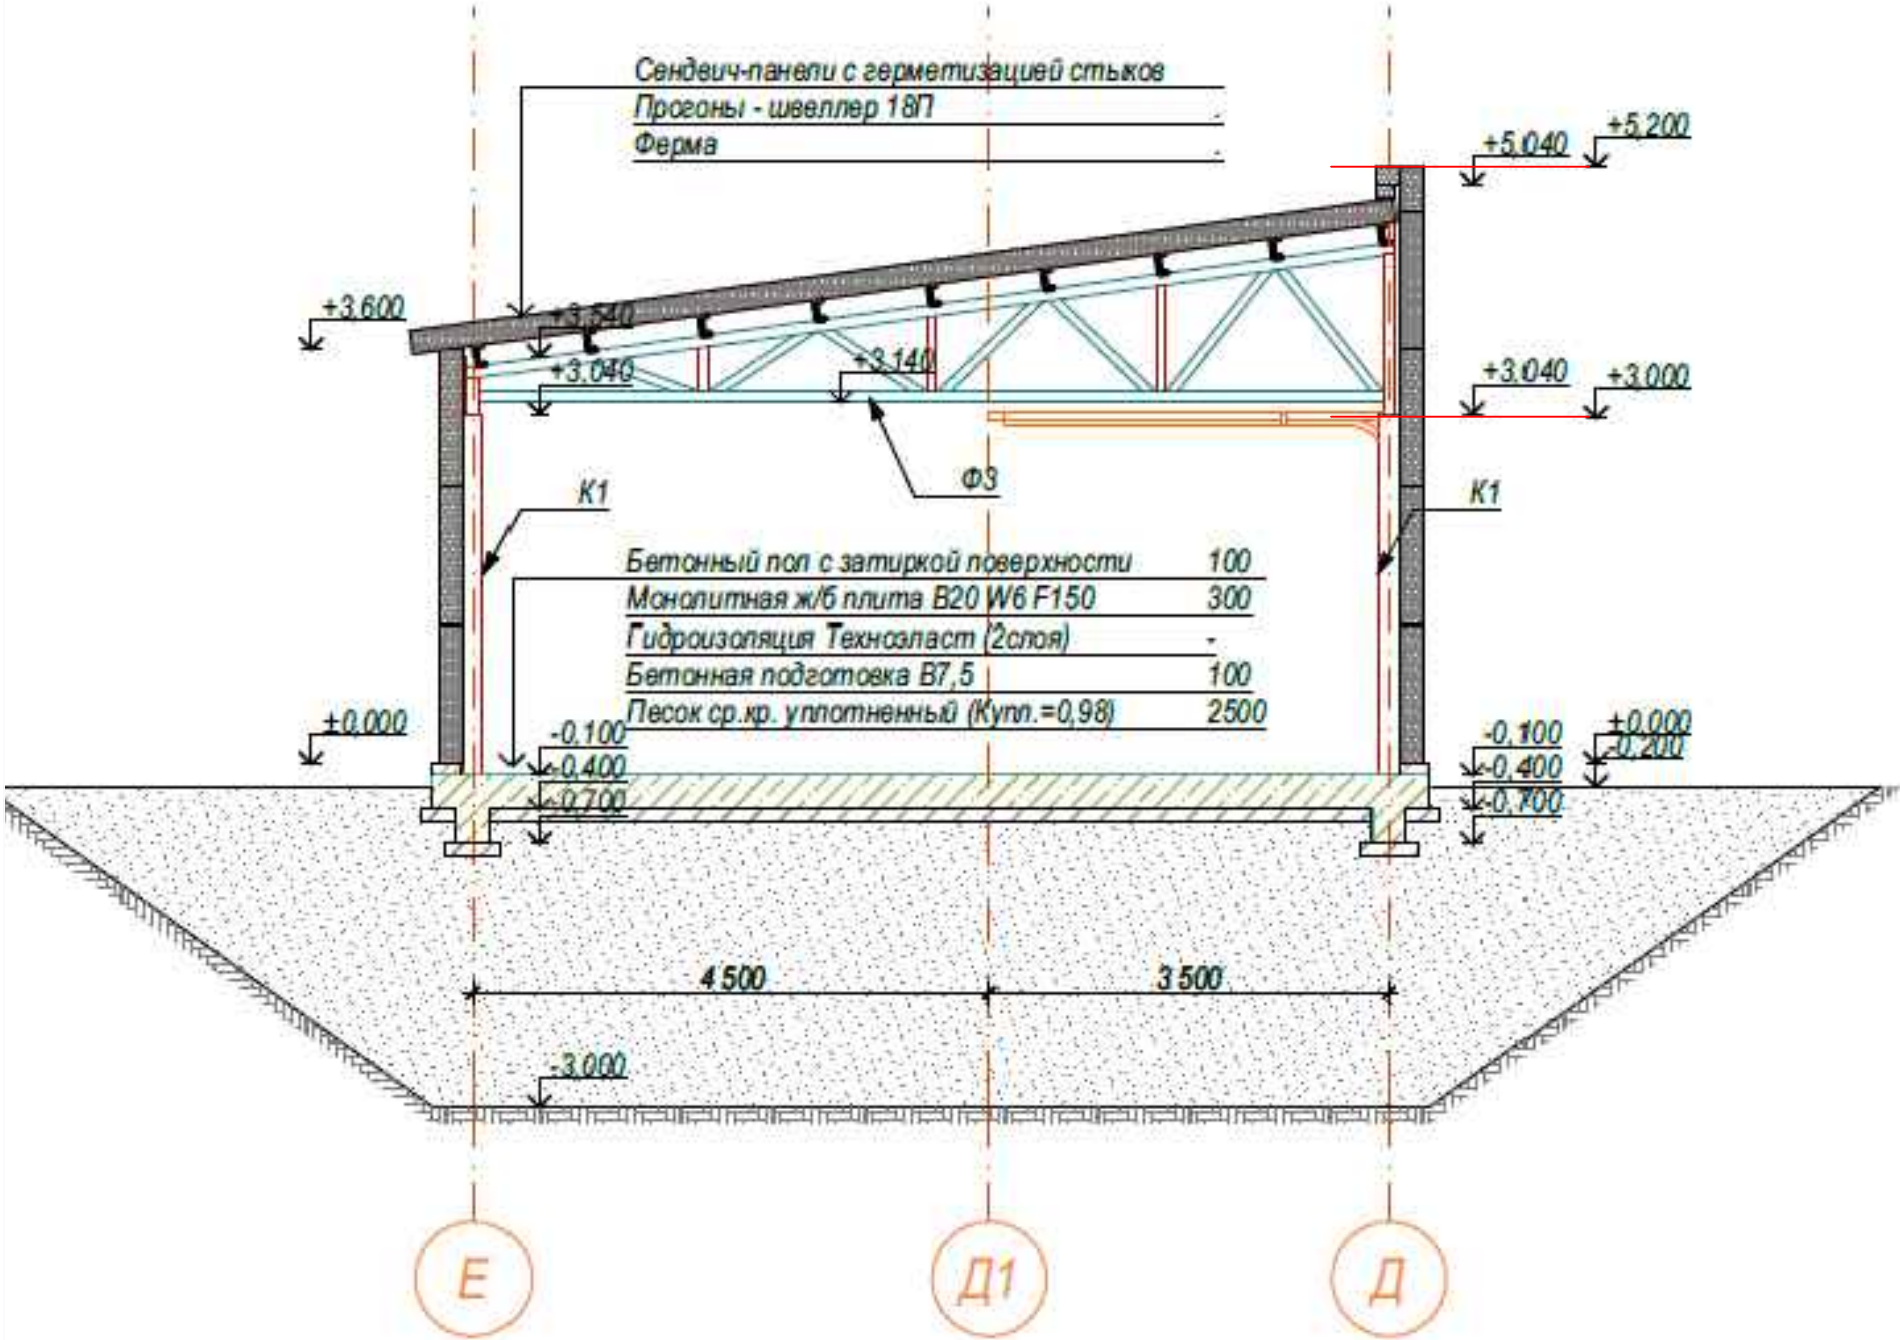 Сендвич-панели с герметизацией стыков
Прогоны - швеллер 18П
Ферма
+5,040
+5,200
+3,600
+3,540
+3,040
+3,140
+3,040
+3,000
Ф3
К1
К1
Бетонный пол с затиркой поверхности 100
Монолитная ж/б плита В20 W6 F150 300
Гидроизоляция Техноэласт (2слоя) -
Бетонная подготовка В7,5 100
Песок ср.кр. уплотненный (Купл.=0,98) 2500
±0,000
-0,100
-0,400
-0,700
-0,100
-0,400
-0,700
±0,000
-0,200
4 500
3 500
-3,000
Е
Д1
Д